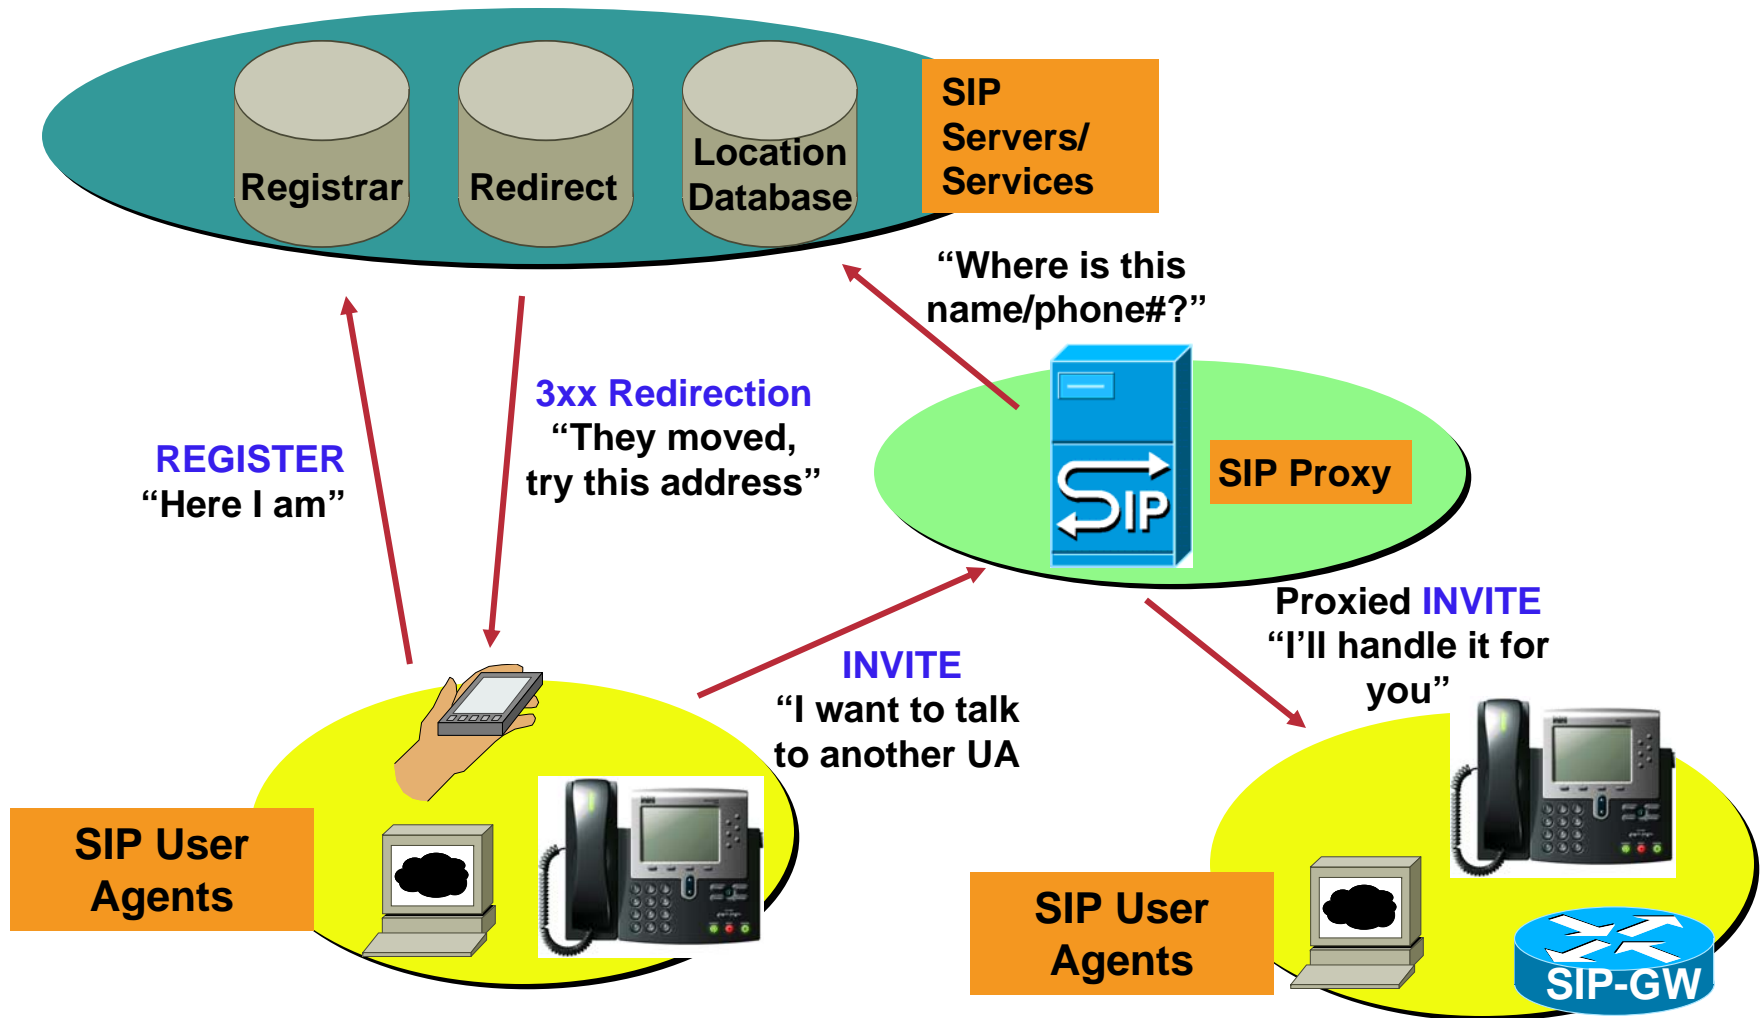 Registrar
Redirect
Location
Database
SIP
Servers/
Services
“Where is this
name/phone#?”
3xx Redirection
“They moved,
try this address”
REGISTER
“Here I am”
SIP
SIP Proxy
Proxied INVITE
“I’ll handle it for
you”
INVITE
“I want to talk
to another UA
SIP User
Agents
SIP User
Agents
SIP-GW